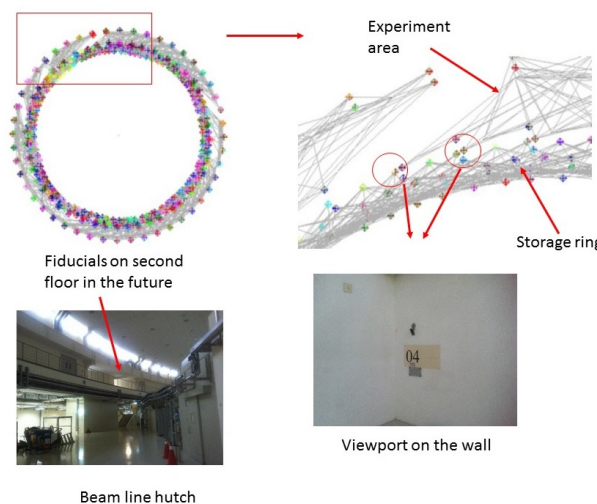 Experiment
area
Storage ring
Fiducials on second
floor in the future
04
Viewport on the wall
Beam line hutch